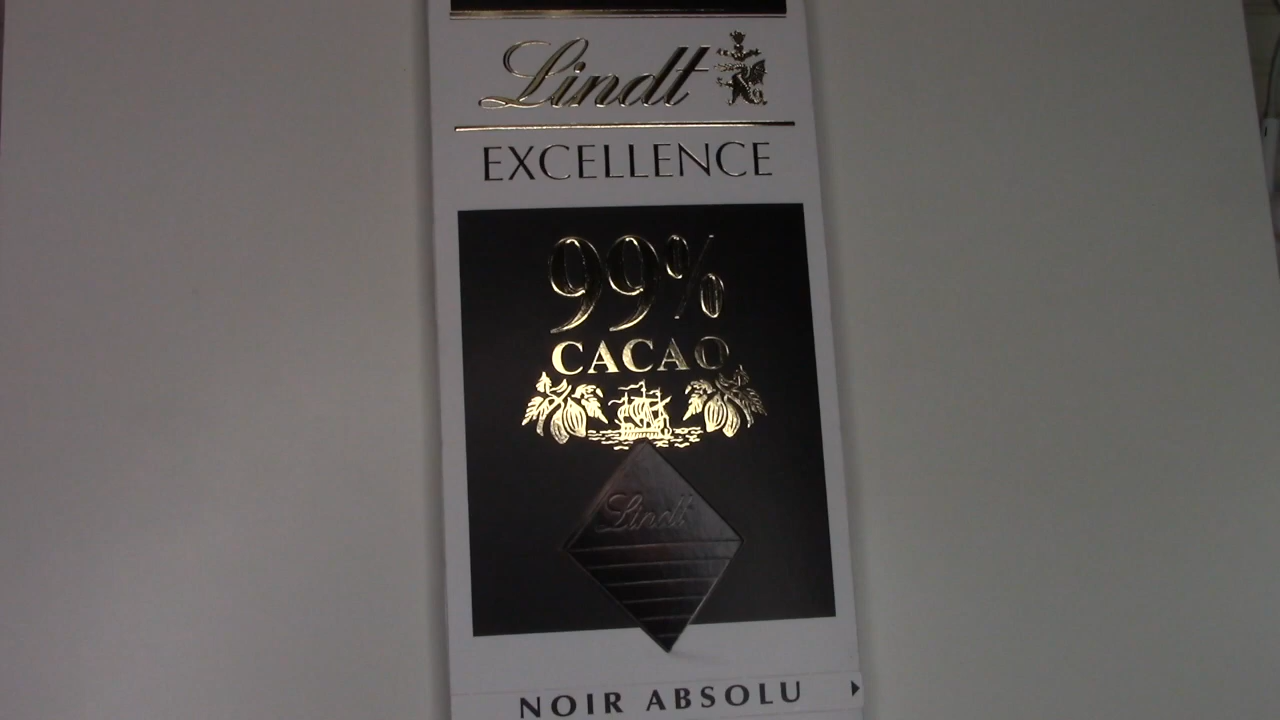 Lindt
EXCELLENCE
99%
CACAO
Lindt
NOIR ABSOLU